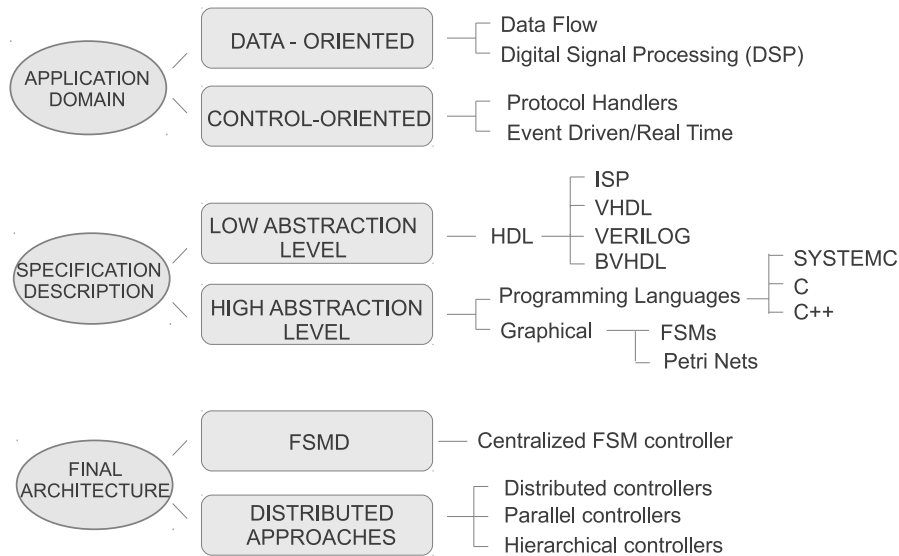 APPLICATION
DOMAIN
DATA - ORIENTED
Data Flow
Digital Signal Processing (DSP)
CONTROL-ORIENTED
Protocol Handlers
Event Driven/Real Time
SPECIFICATION
DESCRIPTION
LOW ABSTRACTION
LEVEL
HDL
ISP
VHDL
VERILOG
BVHDL
HIGH ABSTRACTION
LEVEL
Programming Languages
SYSTEMC
C
C++
Graphical
FSMs
Petri Nets
FINAL
ARCHITECTURE
FSMD
Centralized FSM controller
DISTRIBUTED
APPROACHES
Distributed controllers
Parallel controllers
Hierarchical controllers